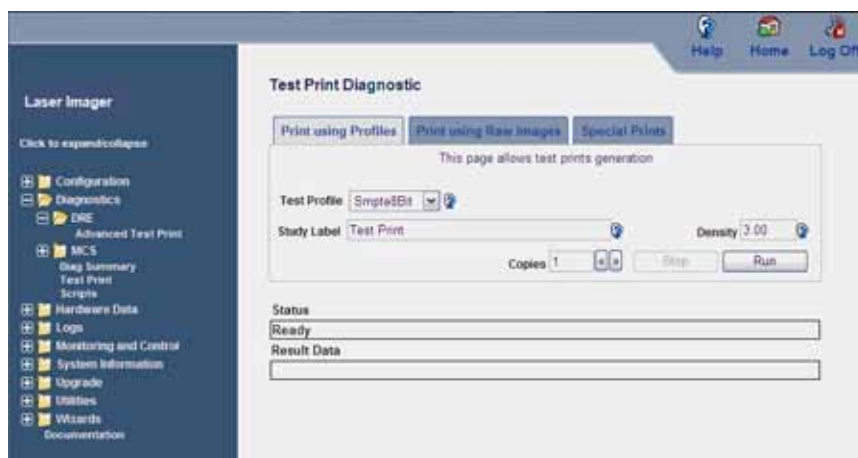 Help Home Log Off
Laser Imager
Click to expand/collapse
Configuration
Diagnostics
DRE
Advanced Test Print
MCS
Diag Summary
Test Print
Scripts
Hardware Data
Logs
Monitoring and Control
System Information
Upgrade
Utilities
Wizards
Documentation
Test Print Diagnostic
Print using Profiles Print using Raw Images Special Prints
This page allows test prints generation
Test Profile Smpte8Bit
Study Label Test Print Density 3.00
Copies 1 Stop Run
Status
Ready
Result Data